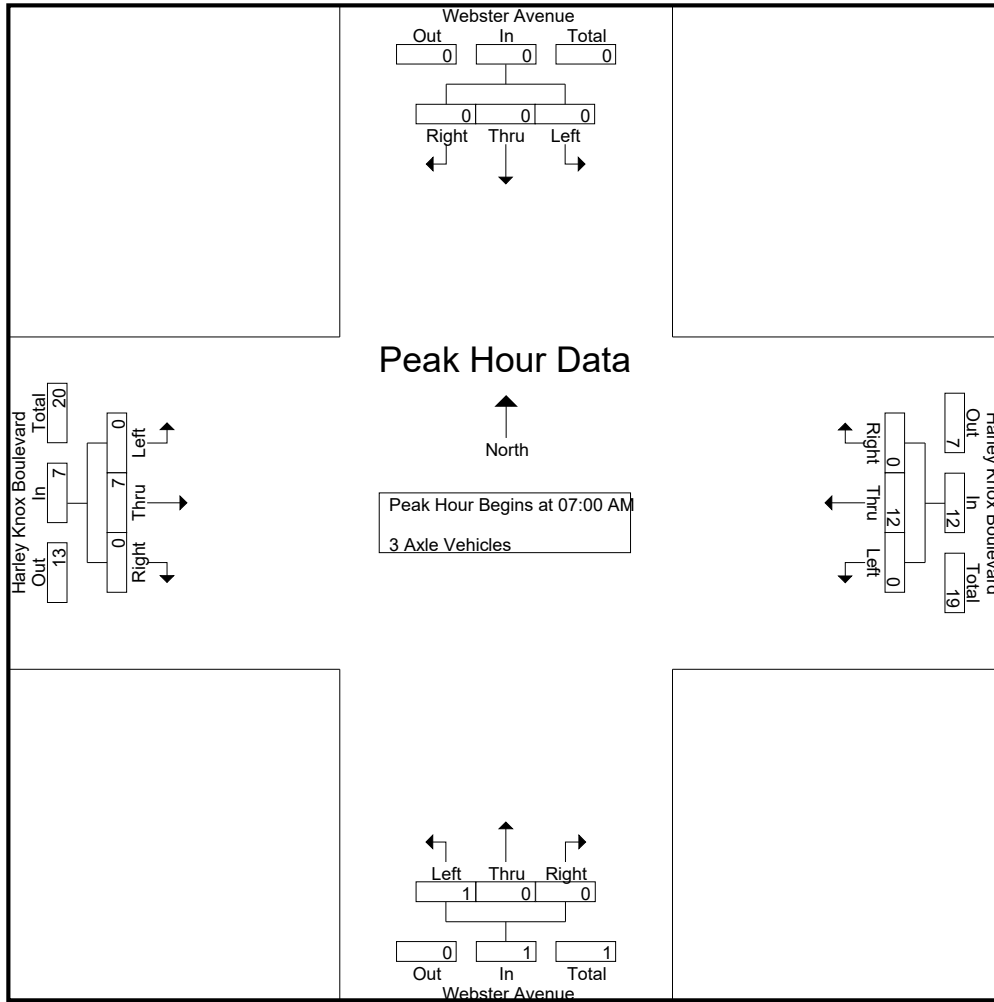 Webster Avenue
Out In Total
0 0 0
0 0 0
Right Thru Left
Peak Hour Data
North
Peak Hour Begins at 07:00 AM
3 Axle Vehicles
Harley Knox Boulevard
Out In Total
13 7 20
0 7 0
Left Thru Right
Harley Knox Boulevard
Out In Total
7 12 19
0 12 0
Right Thru Left
Left Thru Right
1 0 0
0 1 1
Out In Total
Webster Avenue